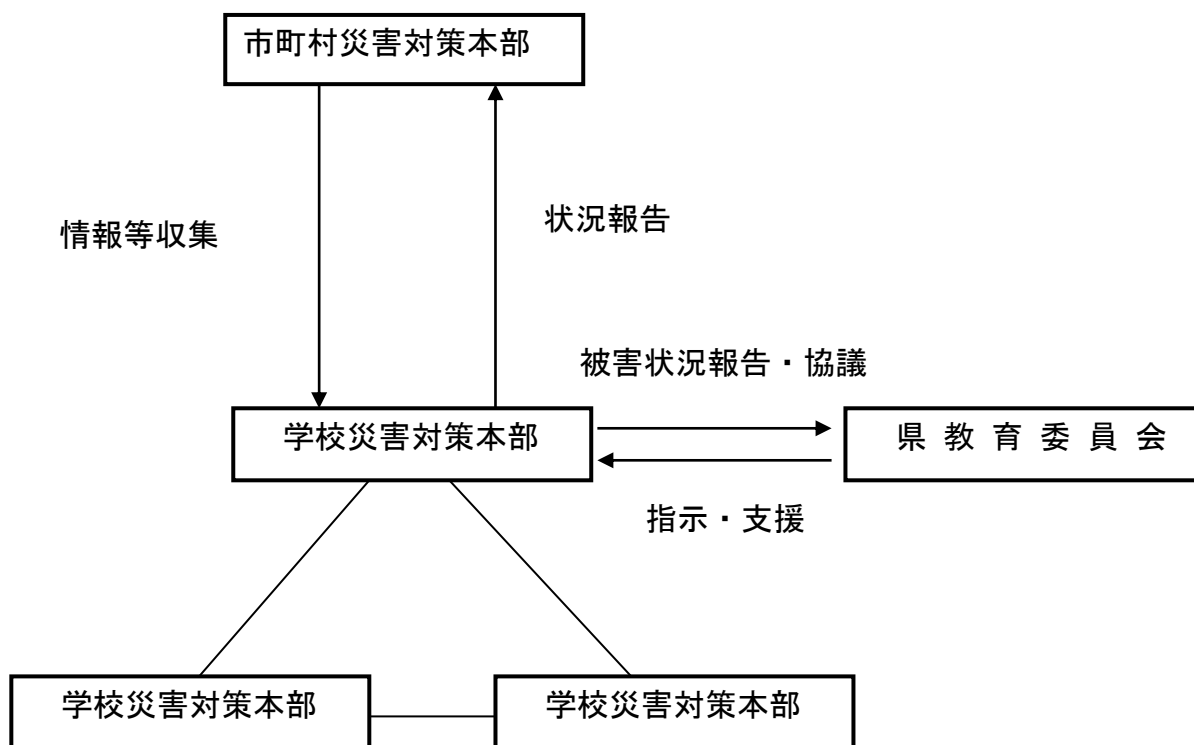 市町村災害対策本部
状況報告
情報等収集
被害状況報告・協議
学校災害対策本部
県教育委員会
指示・支援
学校災害対策本部
学校災害対策本部